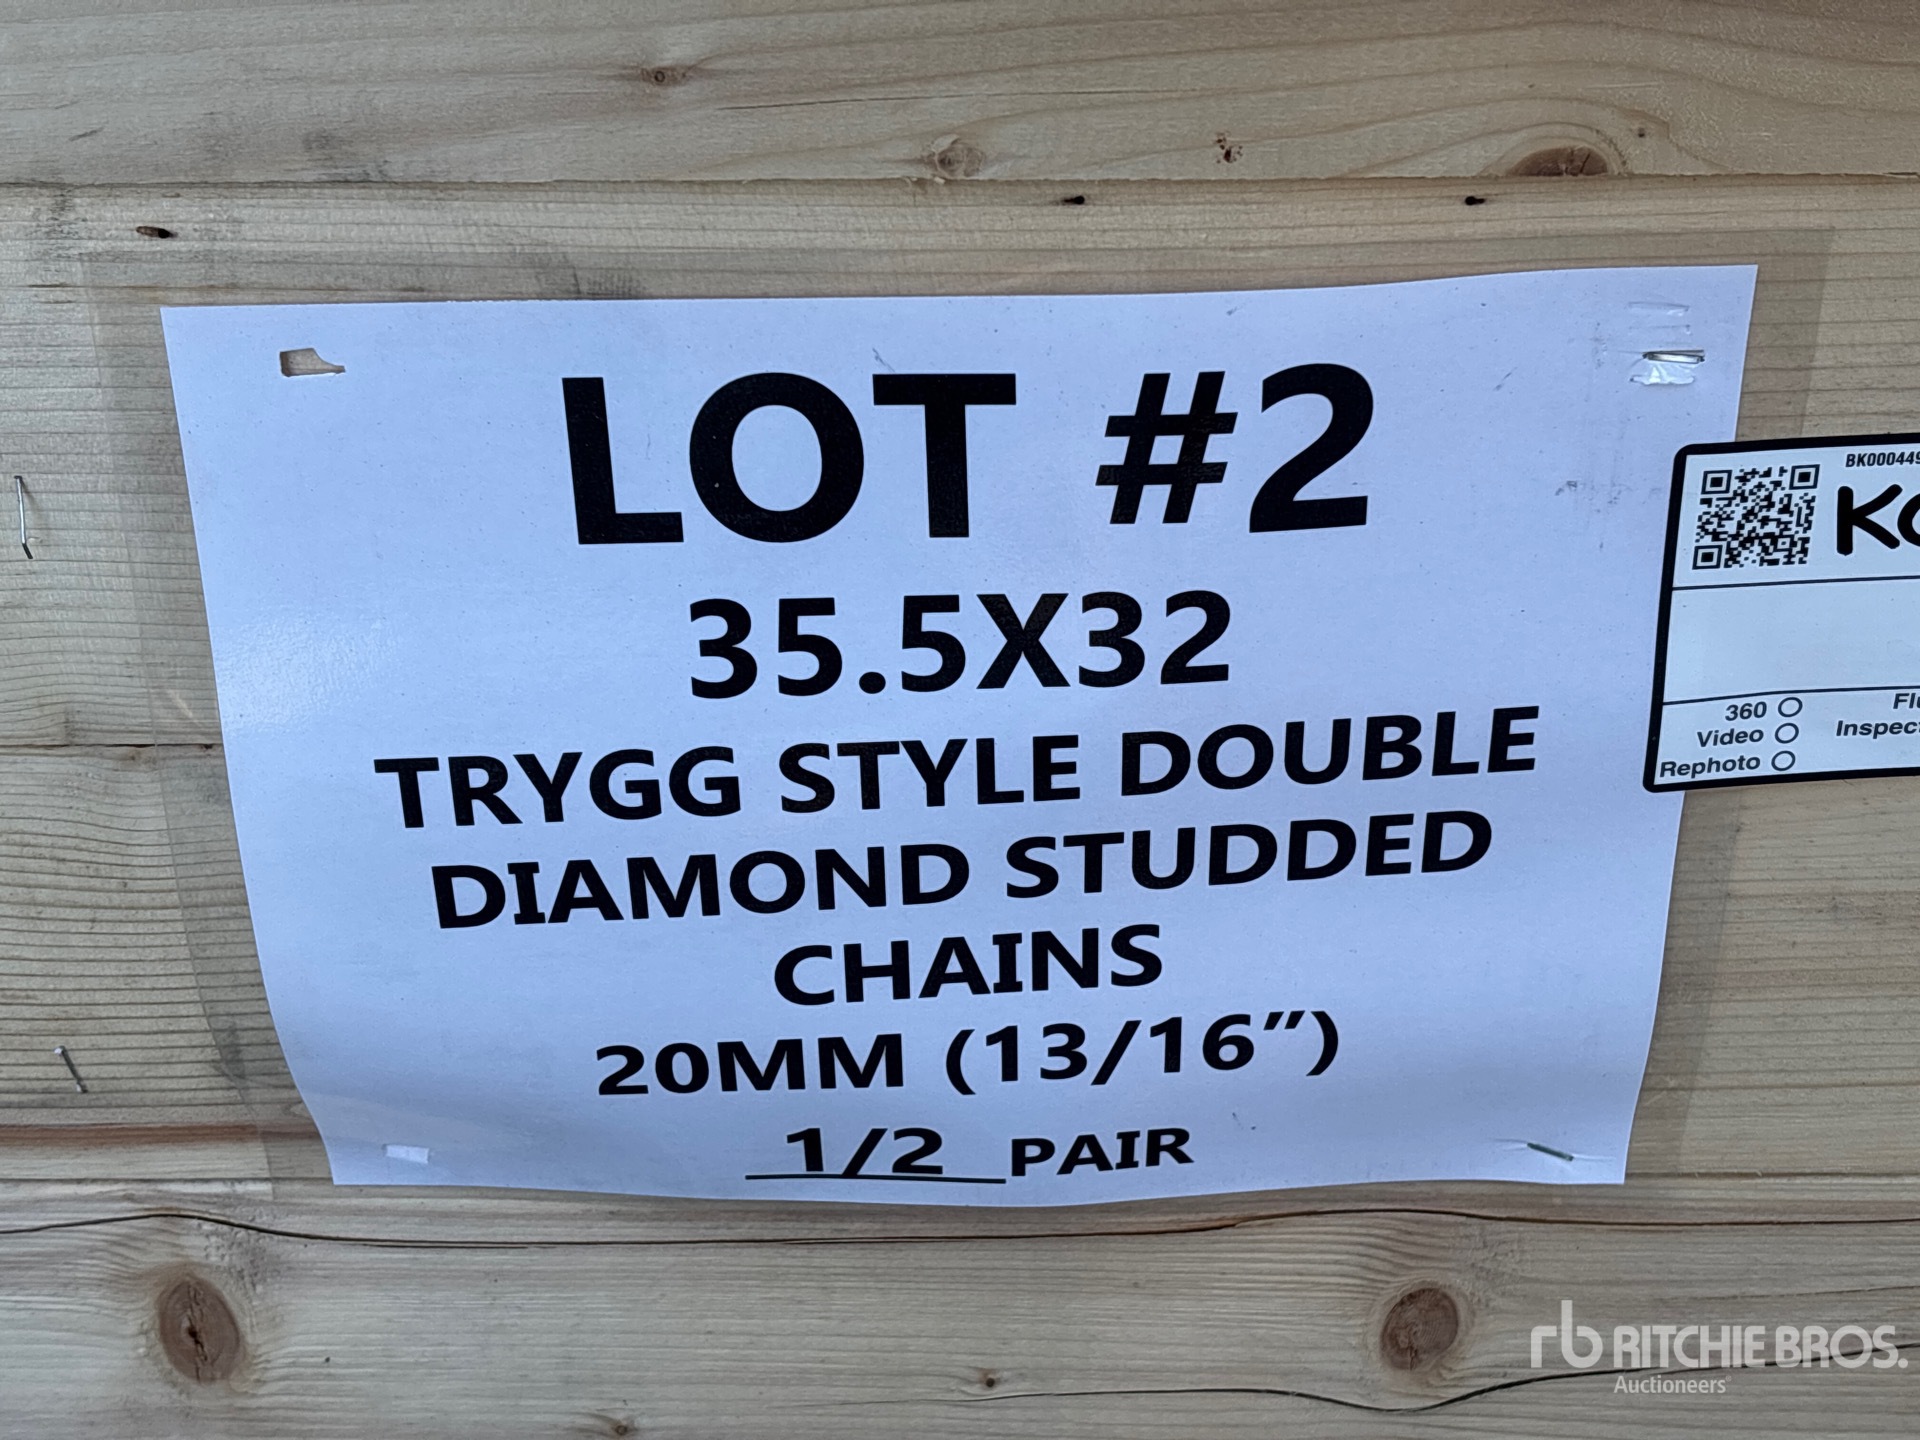 LOT #2
35.5X32
TRYGG STYLE DOUBLE
DIAMOND STUDDED
CHAINS
20MM (13/16″)
1/2 PAIR
360
Video
Rephoto
rb RITCHIE BROS.
Auctioneers